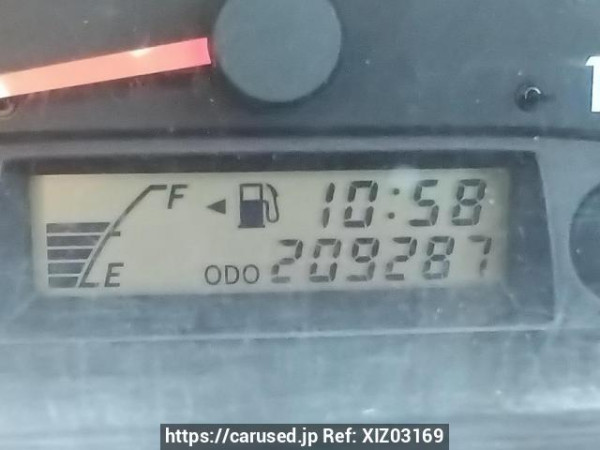 F 10:58
E ODO 209287
https://carused.jp Ref: XIZ03169